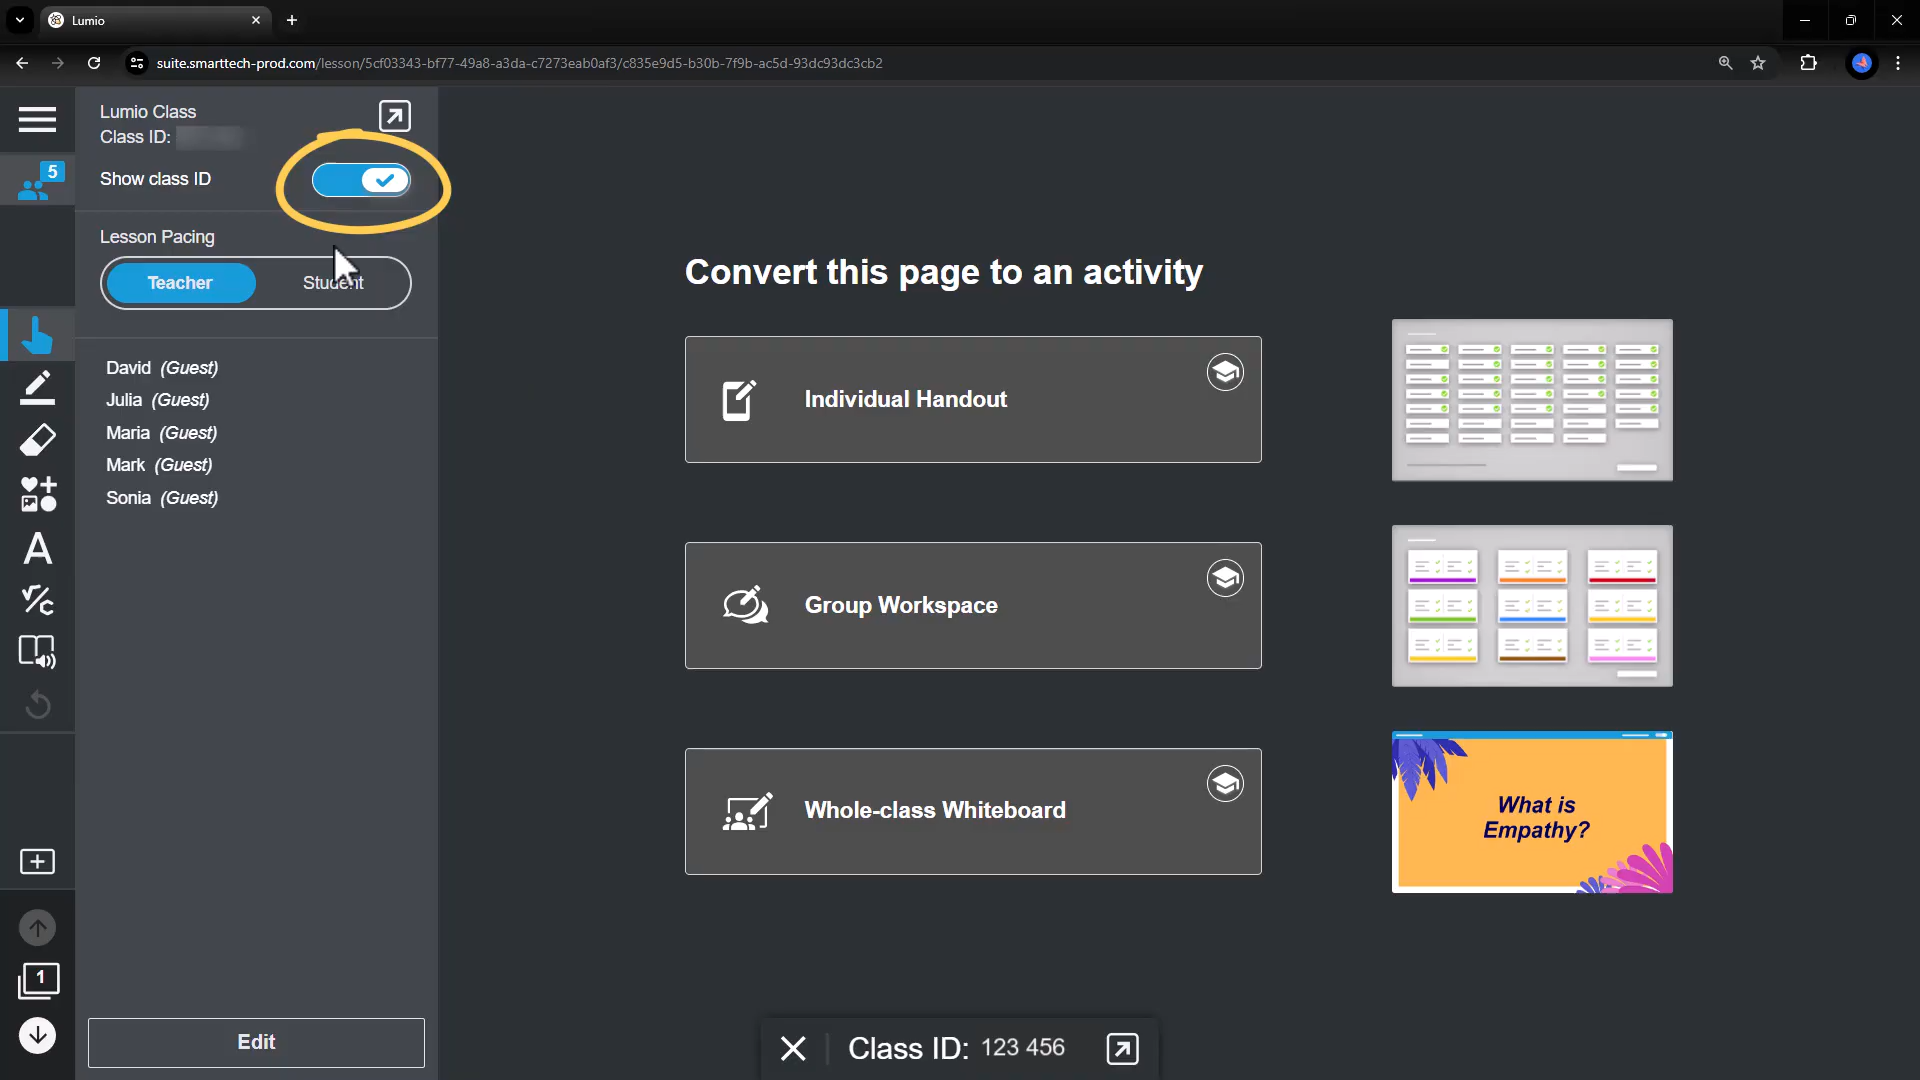 Lumio
suite.smarttech-prod.com/lesson/5cf03343-bf77-49a8-a3da-c7273eab0af3/c835e9d5-b30b-7f9b-ac5d-93dc93dc3cb2
Lumio Class
Class ID:
5
Show class ID
Lesson Pacing
Teacher
Student
David (Guest)
Julia (Guest)
Maria (Guest)
Mark (Guest)
Sonia (Guest)
Convert this page to an activity
Individual Handout
Group Workspace
Whole-class Whiteboard
What is
Empathy?
1
Edit
Class ID: 123 456